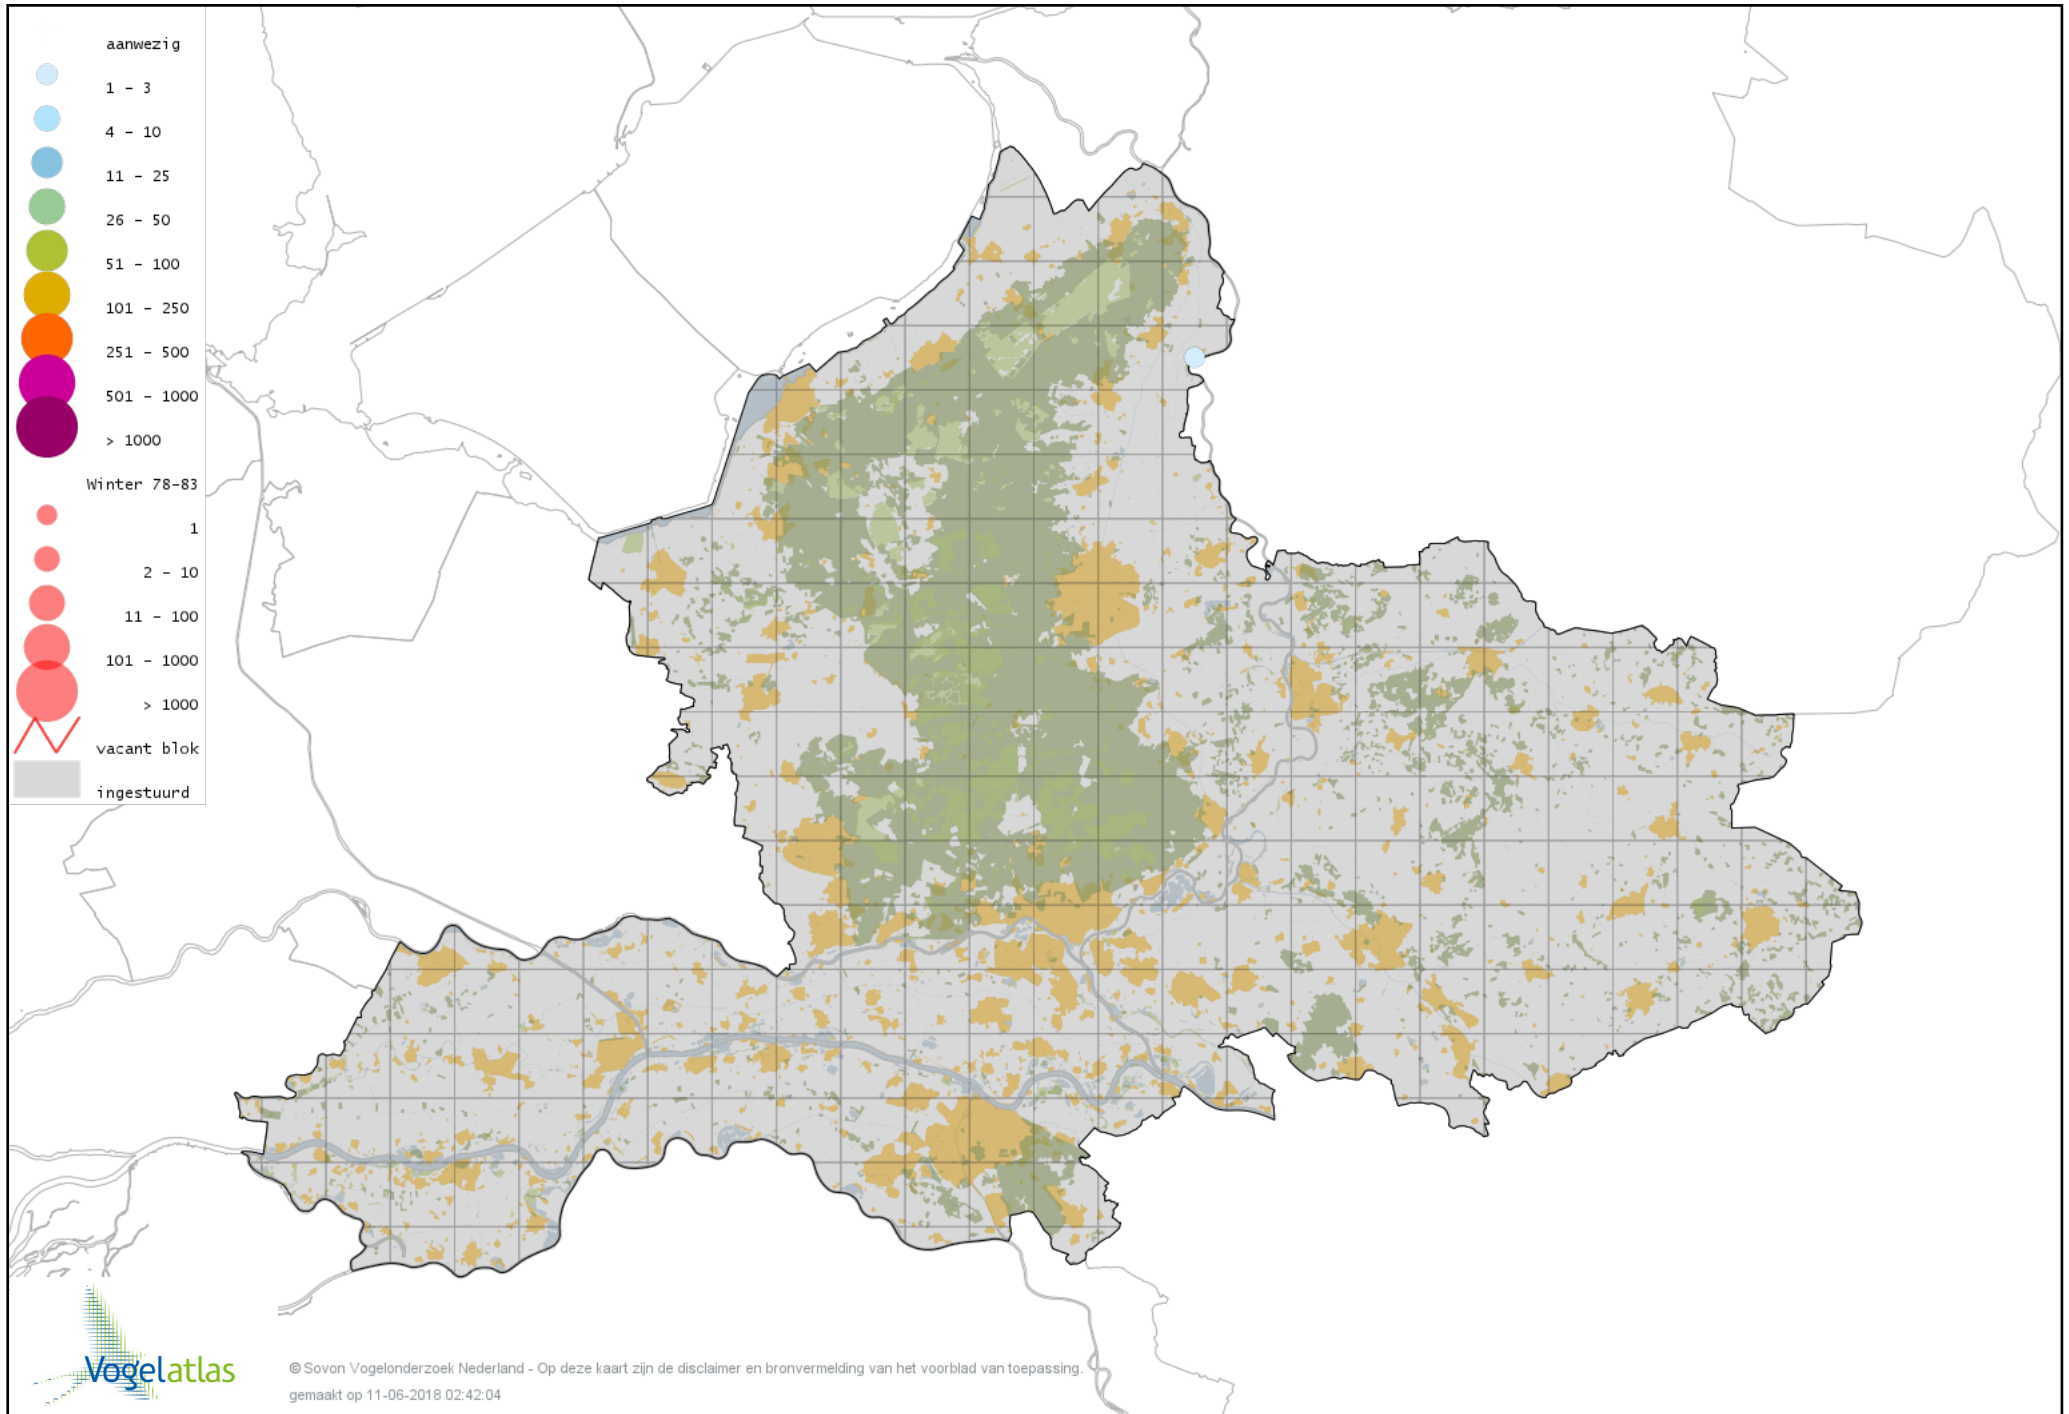 aanwezig
1 – 3
4 – 10
11 – 25
26 – 50
51 – 100
101 – 250
251 – 500
501 – 1000
> 1000
Winter 78-83
1
2 – 10
11 – 100
101 – 1000
> 1000
vacant blok
ingestuurd
Vogelatlas
© Sovon Vogelonderzoek Nederland - Op deze kaart zijn de disclaimer en bronvermelding van het voorblad van toepassing.
gemaakt op 11-06-2018 02:42:04